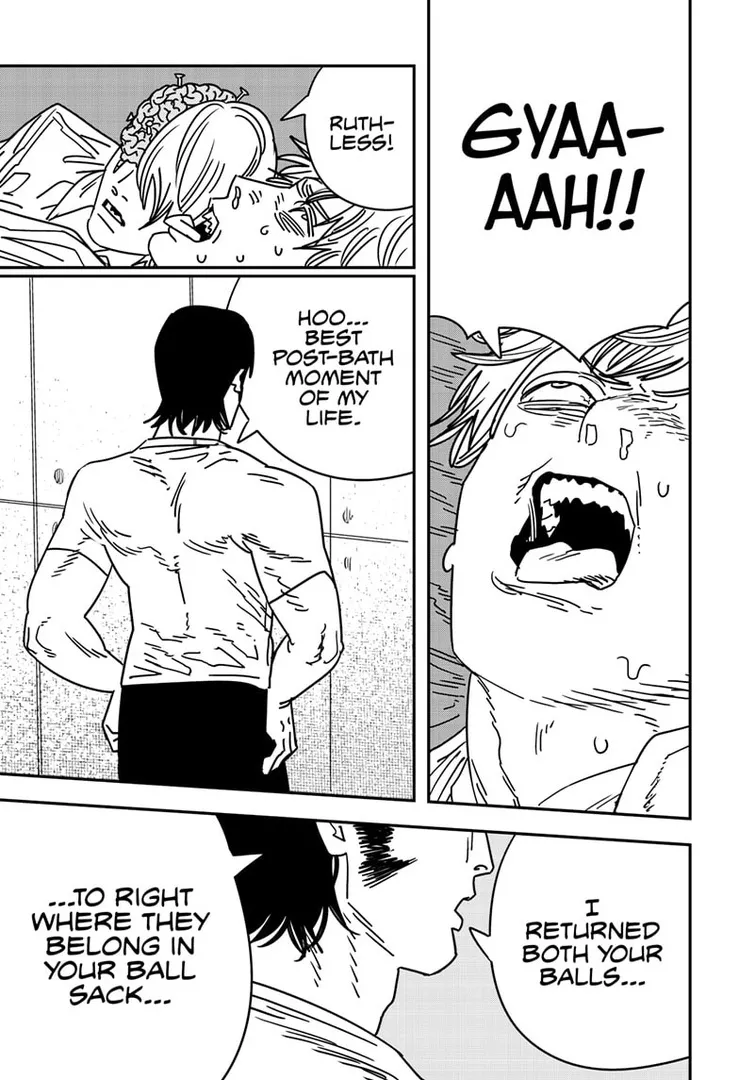 GYAA-
AAH!!
RUTH-
LESS!
HOO...
BEST
POST-BATH
MOMENT
OF MY
LIFE.
I
RETURNED
BOTH YOUR
BALLS...
...TO RIGHT
WHERE THEY
BELONG IN
YOUR BALL
SACK...